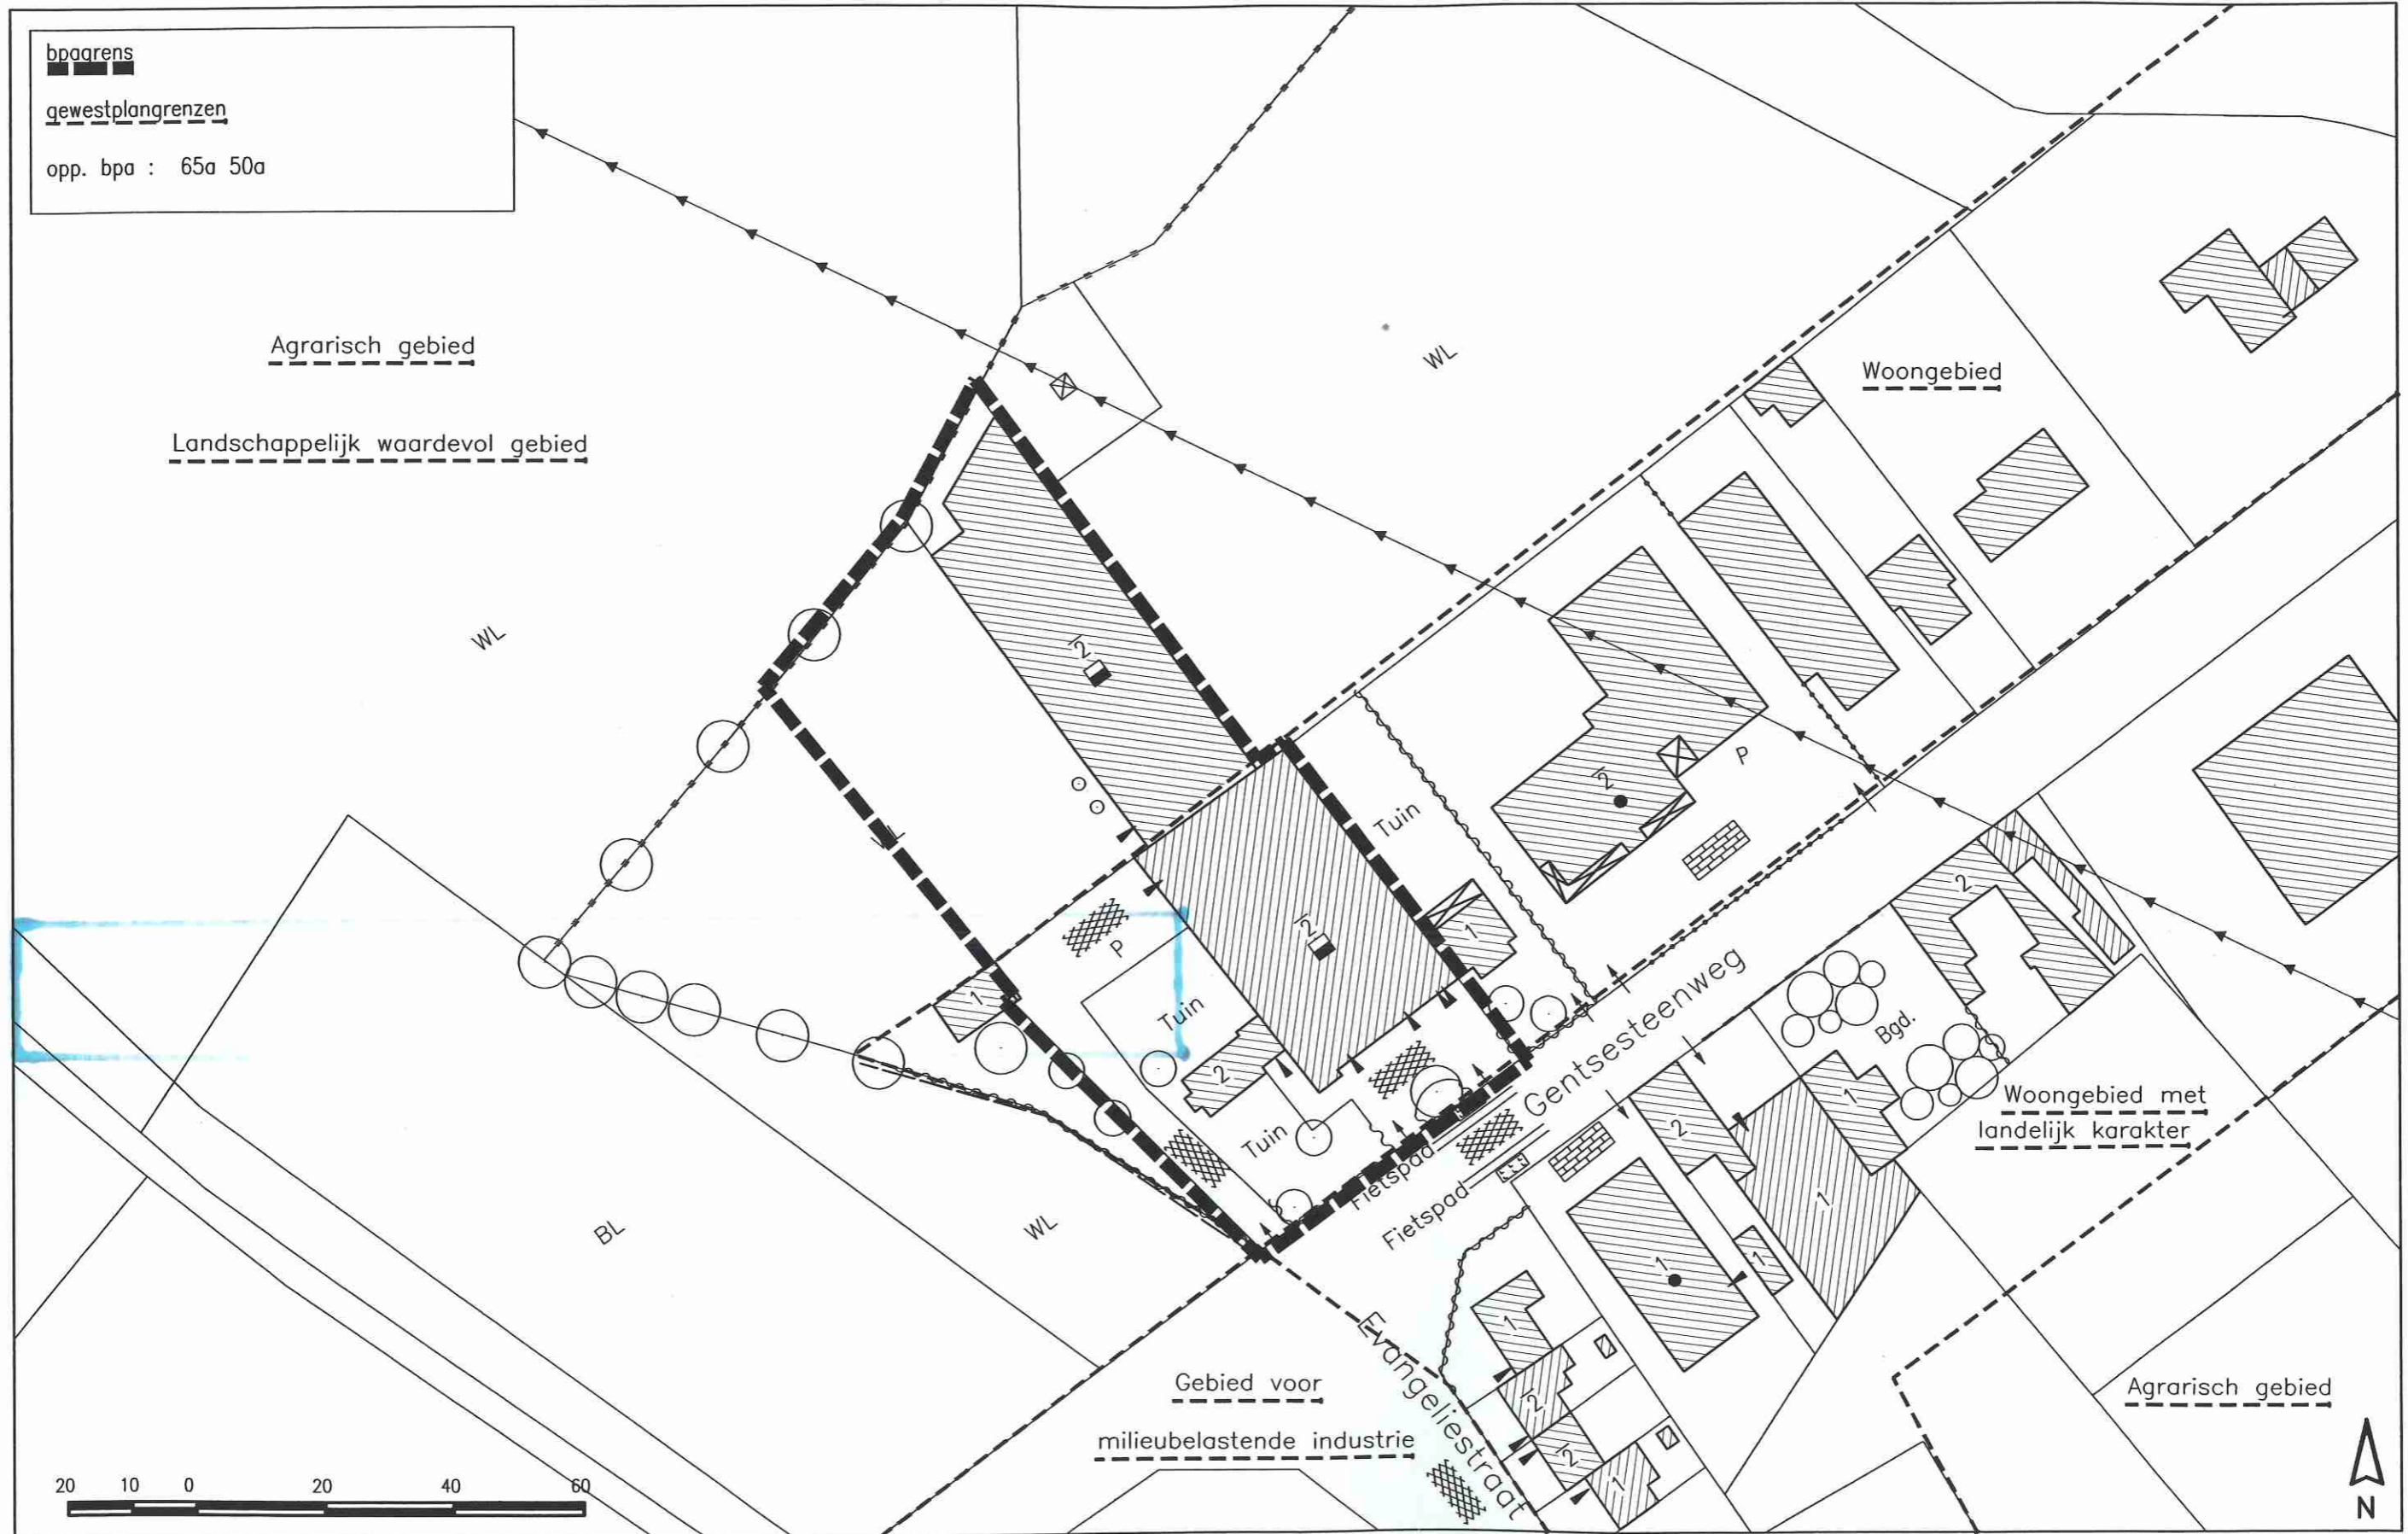 bpagrens
gewestplangrenzen
opp. bpa : 65a 50a
Agrarisch gebied
Landschappelijk waardevol gebied
WL
Woongebied
WL
2
2
P
Tuin
1
2
P
1
Tuin
2
Tuin
Gentsesteenweg
Fietspad
Fietspad
2
Bgd.
1
2
1
1
1
Woongebied met
landelijk karakter
BL
WL
Evangeliestraat
1
2
2
1
Gebied voor
milieubelastende industrie
Agrarisch gebied
20 10 0 20 40 60
N